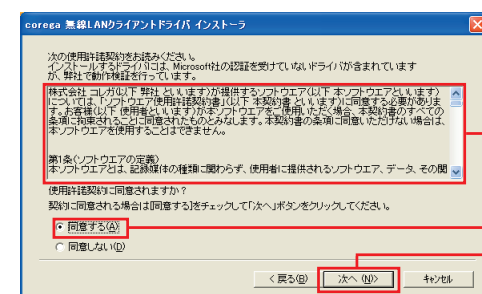 corega 無線LANクライアントドライバ インストーラ
次の使用許諾契約をお読みください。
インストールするドライバには、Microsoft社の認証を受けていないドライバが含まれています
が、弊社で動作検証を行っています。
株式会社 コレガ(以下 弊社 といいます)が提供するソフトウエア(以下 本ソフトウエア といいます)
については、「ソフトウエア使用許諾契約書」(以下 本契約書 といいます)に同意する必要がありま
す。お客様(以下 使用者といいます)が本ソフトウエアをご使用いただく場合、本契約書のすべての
条項に拘束されることに同意されたものとみなします。本契約書の条項に同意いただけない場合は、
本ソフトウエアを使用することはできません。
第1条(ソフトウエアの定義)
本ソフトウエアとは、記録媒体の種類に関わらず、使用者に提供されるソフトウエア、データ、その関
使用許諾契約に同意されますか？
契約に同意される場合は[同意する]をチェックして「次へ」ボタンをクリックしてください。
同意する(A)
同意しない(D)
< 戻る(B)
次へ (N)>
キャンセル